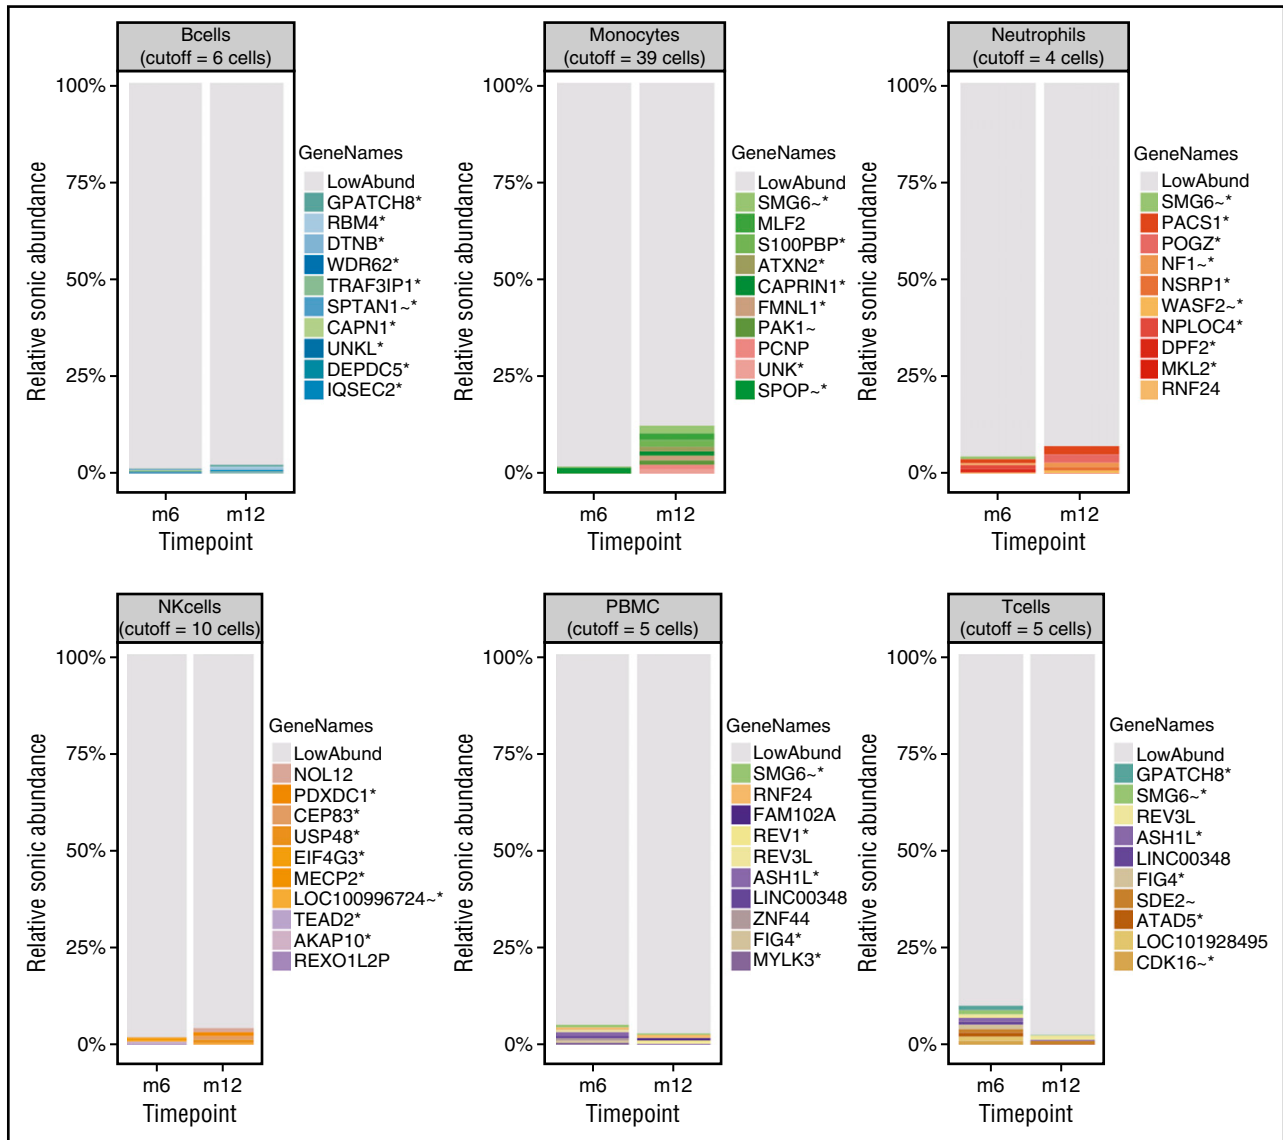 Bcells
(cutoff = 6 cells)
100%
75%
50%
25%
0%
Relative sonic abundance
m6
m12
Timepoint
GeneNames
LowAbund
GPATCH8*
RBM4*
DTNB*
WDR62*
TRAF3IP1*
SPTAN1~*
CAPN1*
UNKL*
DEPDC5*
IQSEC2*
Monocytes
(cutoff = 39 cells)
100%
75%
50%
25%
0%
Relative sonic abundance
m6
m12
Timepoint
GeneNames
LowAbund
SMG6~*
MLF2
S100PBP*
ATXN2*
CAPRIN1*
FMNL1*
PAK1~
PCNP
UNK*
SPOP~*
Neutrophils
(cutoff = 4 cells)
100%
75%
50%
25%
0%
Relative sonic abundance
m6
m12
Timepoint
GeneNames
LowAbund
SMG6~*
PACS1*
POGZ*
NF1~*
NSRP1*
WASF2~*
NPLOC4*
DPF2*
MKL2*
RNF24
NKcells
(cutoff = 10 cells)
100%
75%
50%
25%
0%
Relative sonic abundance
m6
m12
Timepoint
GeneNames
LowAbund
NOL12
PDXDC1*
CEP83*
USP48*
EIF4G3*
MECP2*
LOC100996724~*
TEAD2*
AKAP10*
REXO1L2P
PBMC
(cutoff = 5 cells)
100%
75%
50%
25%
0%
Relative sonic abundance
m6
m12
Timepoint
GeneNames
LowAbund
SMG6~*
RNF24
FAM102A
REV1*
REV3L
ASH1L*
LINC00348
ZNF44
FIG4*
MYLK3*
Tcells
(cutoff = 5 cells)
100%
75%
50%
25%
0%
Relative sonic abundance
m6
m12
Timepoint
GeneNames
LowAbund
GPATCH8*
SMG6~*
REV3L
ASH1L*
LINC00348
FIG4*
SDE2~
ATAD5*
LOC101928495
CDK16~*